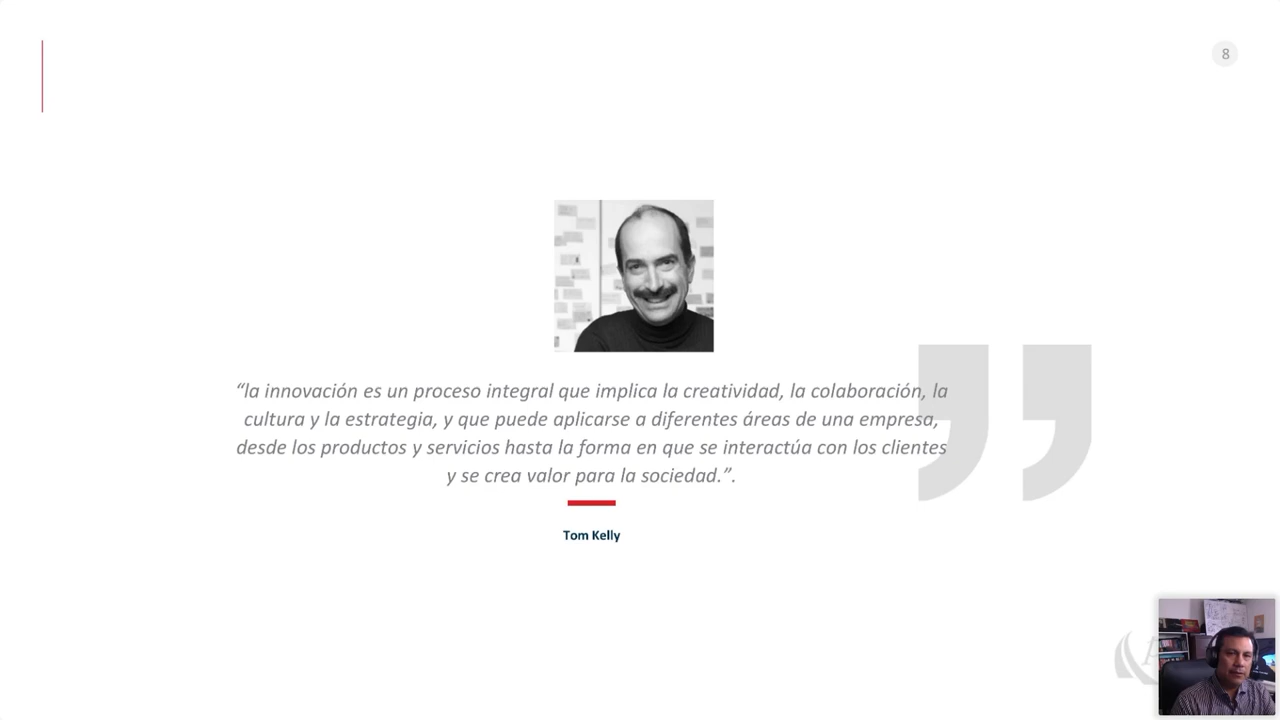 8
“la innovación es un proceso integral que implica la creatividad, la colaboración, la
cultura y la estrategia, y que puede aplicarse a diferentes áreas de una empresa,
desde los productos y servicios hasta la forma en que se interactúa con los clientes
y se crea valor para la sociedad.”.
Tom Kelly